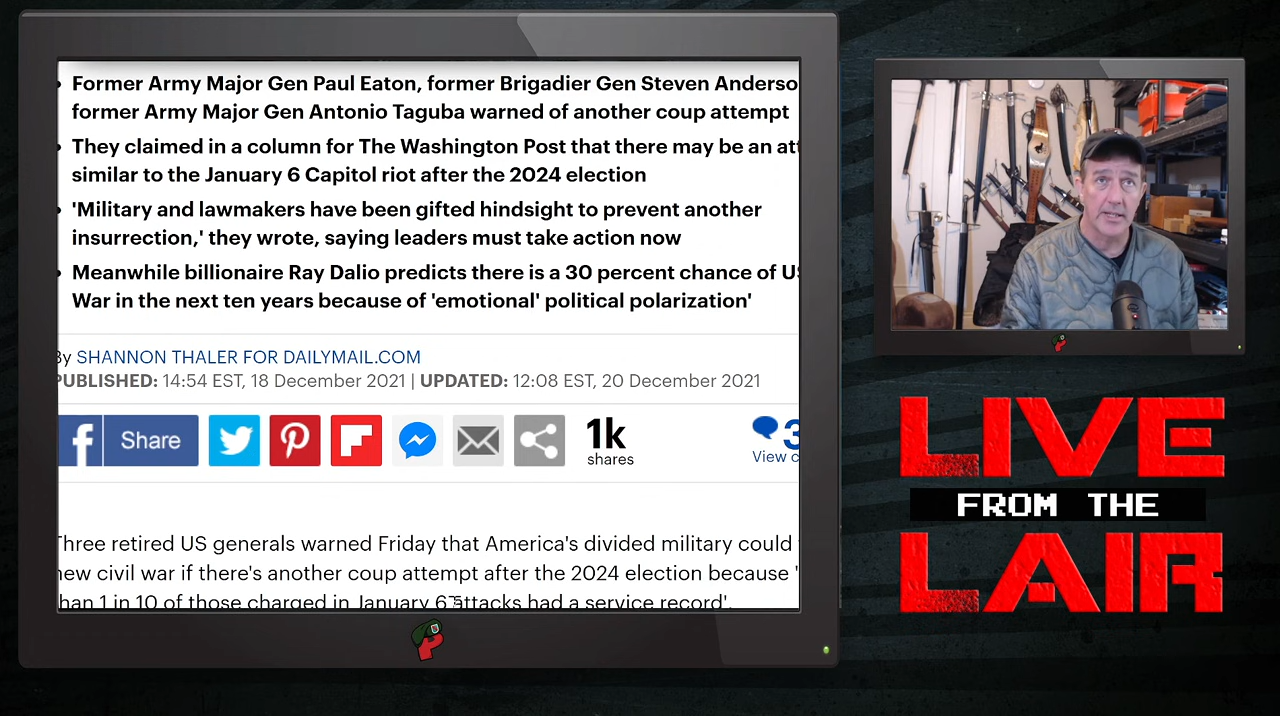 Former Army Major Gen Paul Eaton, former Brigadier Gen Steven Anderso
former Army Major Gen Antonio Taguba warned of another coup attempt
They claimed in a column for The Washington Post that there may be an att
similar to the January 6 Capitol riot after the 2024 election
'Military and lawmakers have been gifted hindsight to prevent another
insurrection,' they wrote, saying leaders must take action now
Meanwhile billionaire Ray Dalio predicts there is a 30 percent chance of US
War in the next ten years because of 'emotional' political polarization'
By SHANNON THALER FOR DAILYMAIL.COM
PUBLISHED: 14:54 EST, 18 December 2021 | UPDATED: 12:08 EST, 20 December 2021
f Share
1k
shares
3
View c
Three retired US generals warned Friday that America's divided military could
new civil war if there's another coup attempt after the 2024 election because '
than 1 in 10 of those charged in January 6 attacks had a service record'.
LIVE
FROM THE
LAIR